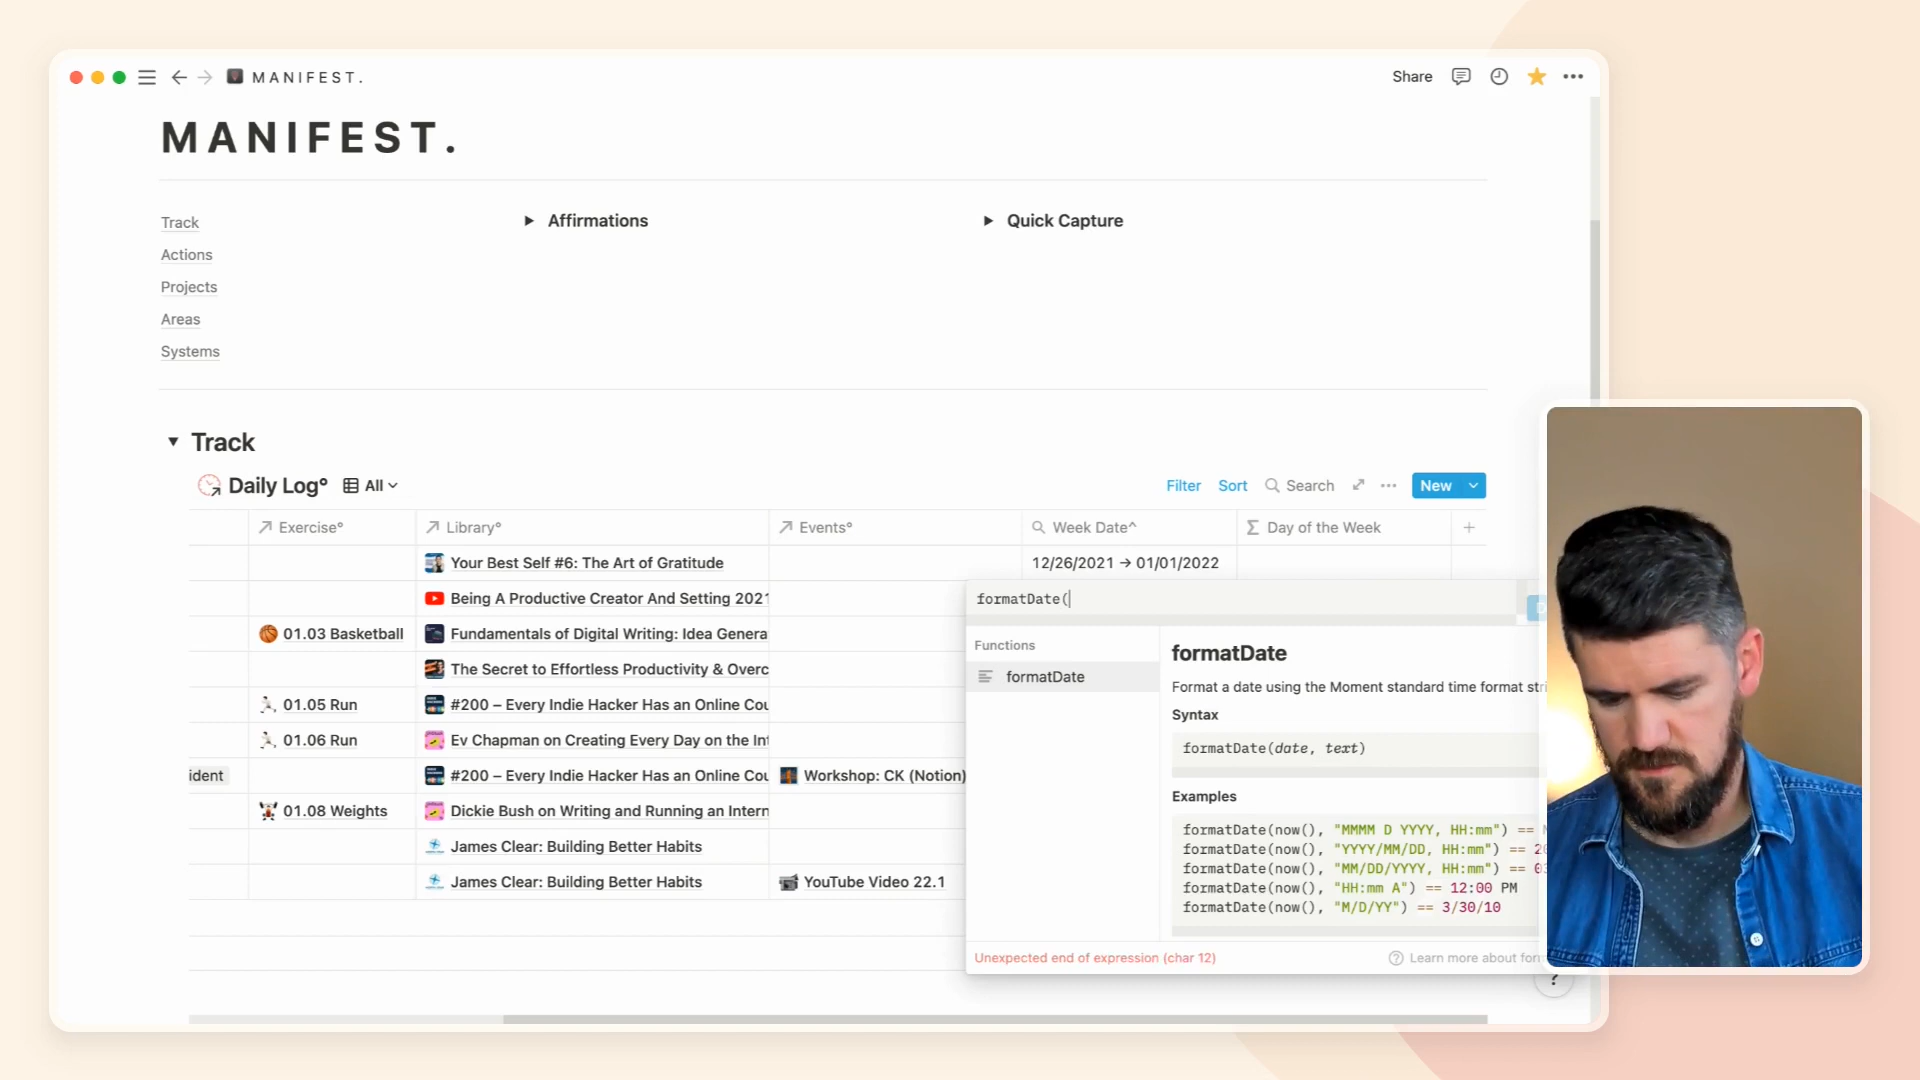 MANIFEST.
Share
MANIFEST.
Track
Actions
Projects
Areas
Systems
Affirmations
Quick Capture
Track
Daily Log°
All
Filter
Sort
Search
New
Exercise°
Library°
Events°
Week Date^
Day of the Week
Your Best Self #6: The Art of Gratitude
12/26/2021 → 01/01/2022
Being A Productive Creator And Setting 2021
01.03 Basketball
Fundamentals of Digital Writing: Idea Genera
The Secret to Effortless Productivity & Overc
01.05 Run
#200 – Every Indie Hacker Has an Online Cou
01.06 Run
Ev Chapman on Creating Every Day on the Int
ident
#200 – Every Indie Hacker Has an Online Cou
Workshop: CK (Notion)
01.08 Weights
Dickie Bush on Writing and Running an Intern
James Clear: Building Better Habits
James Clear: Building Better Habits
YouTube Video 22.1
formatDate(
Functions
formatDate
formatDate
Format a date using the Moment standard time format stri
Syntax
formatDate(date, text)
Examples
formatDate(now(), "MMMM D YYYY, HH:mm") ==
formatDate(now(), "YYYY/MM/DD, HH:mm") == 20
formatDate(now(), "MM/DD/YYYY, HH:mm") == 03
formatDate(now(), "HH:mm A") == 12:00 PM
formatDate(now(), "M/D/YY") == 3/30/10
Unexpected end of expression (char 12)
Learn more about for
?